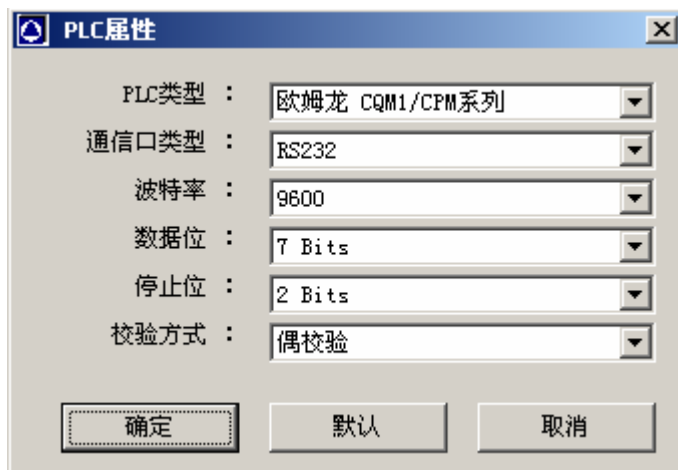 PLC属性
PLC类型 : 欧姆龙 CQM1/CPM系列
通信口类型 : RS232
波特率 : 9600
数据位 : 7 Bits
停止位 : 2 Bits
校验方式 : 偶校验
确定 默认 取消